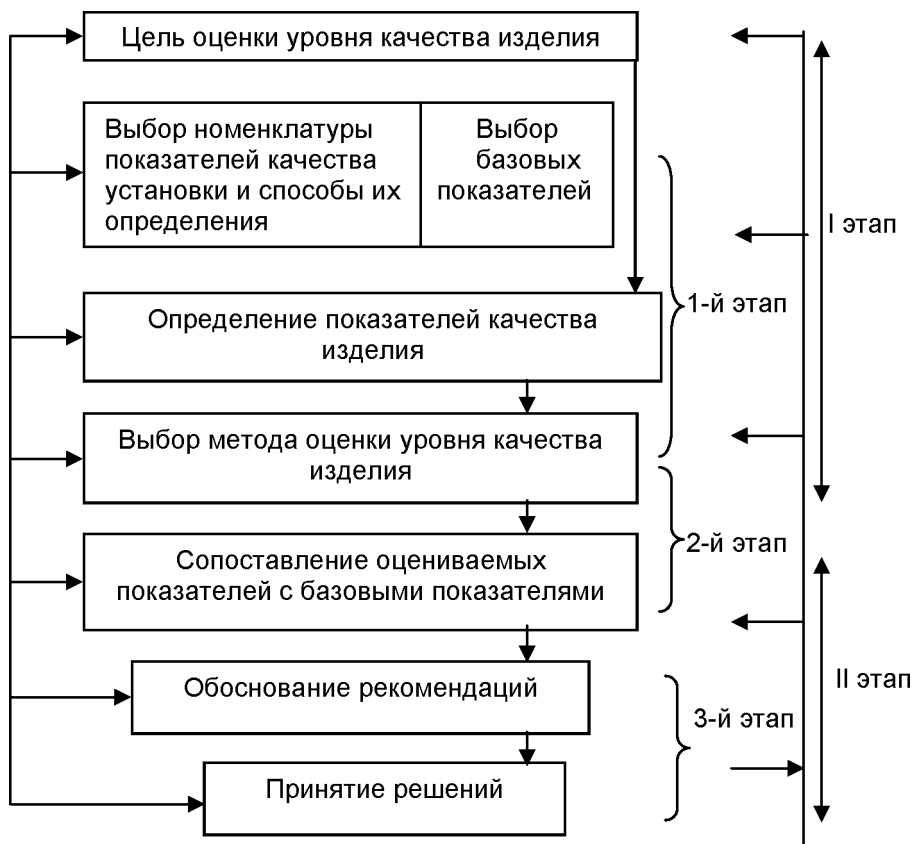 Цель оценки уровня качества изделия
Выбор номенклатуры
показателей качества
установки и способы их
определения
Выбор
базовых
показателей
I этап
1-й этап
Определение показателей качества
изделия
Выбор метода оценки уровня качества
изделия
2-й этап
Сопоставление оцениваемых
показателей с базовыми показателями
II этап
Обоснование рекомендаций
3-й этап
Принятие решений